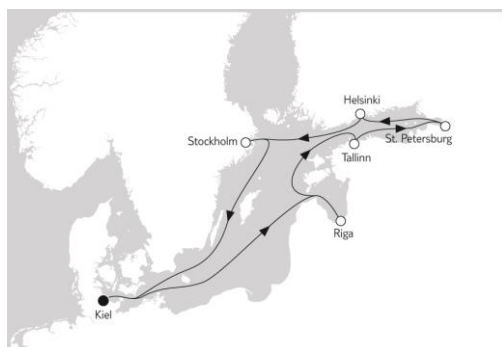 Helsinki
Stockholm
St. Petersburg
Tallinn
Riga
Kiel